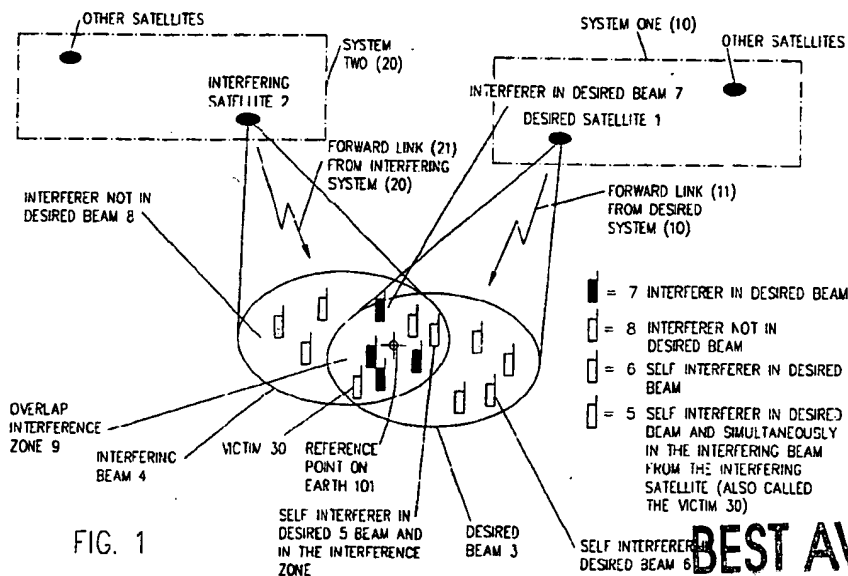 OTHER SATELLITES
SYSTEM
TWO (20)
INTERFERING
SATELLITE 2
SYSTEM ONE (10)
OTHER SATELLITES
INTERFERER IN DESIRED BEAM 7
DESIRED SATELLITE 1
FORWARD LINK (21)
FROM INTERFERING
SYSTEM (20)
FORWARD LINK (11)
FROM DESIRED
SYSTEM (10)
INTERFERER NOT IN
DESIRED BEAM 8
= 7 INTERFERER IN DESIRED BEAM
= 8 INTERFERER NOT IN
DESIRED BEAM
= 6 SELF INTERFERER IN DESIRED
BEAM
= 5 SELF INTERFERER IN DESIRED
BEAM AND SIMULTANEOUSLY
IN THE INTERFERING BEAM
FROM THE INTERFERING
SATELLITE (ALSO CALLED
THE VICTIM 30)
OVERLAP
INTERFERENCE
ZONE 9
INTERFERING
BEAM 4
VICTIM 30
REFERENCE
POINT ON
EARTH 101
SELF INTERFERER IN
DESIRED 5 BEAM AND
IN THE INTERFERENCE
ZONE
DESIRED
BEAM 3
SELF INTERFERER
DESIRED BEAM 6
FIG. 1
BEST AV